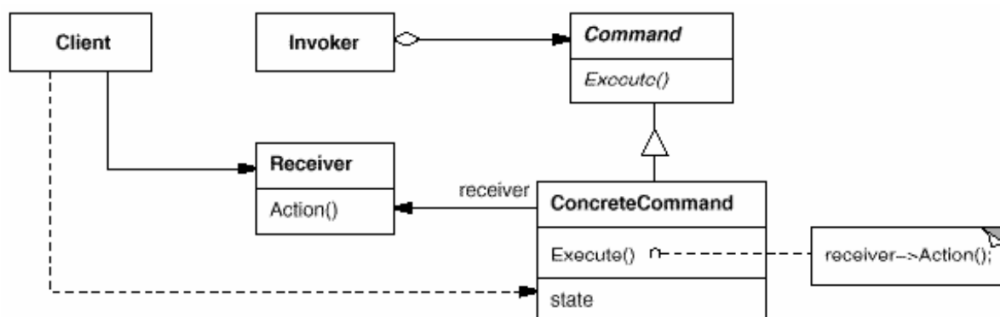 Client
Invoker
Command
Execute()
Receiver
Action()
receiver
ConcreteCommand
Execute()
receiver–>Action();
state